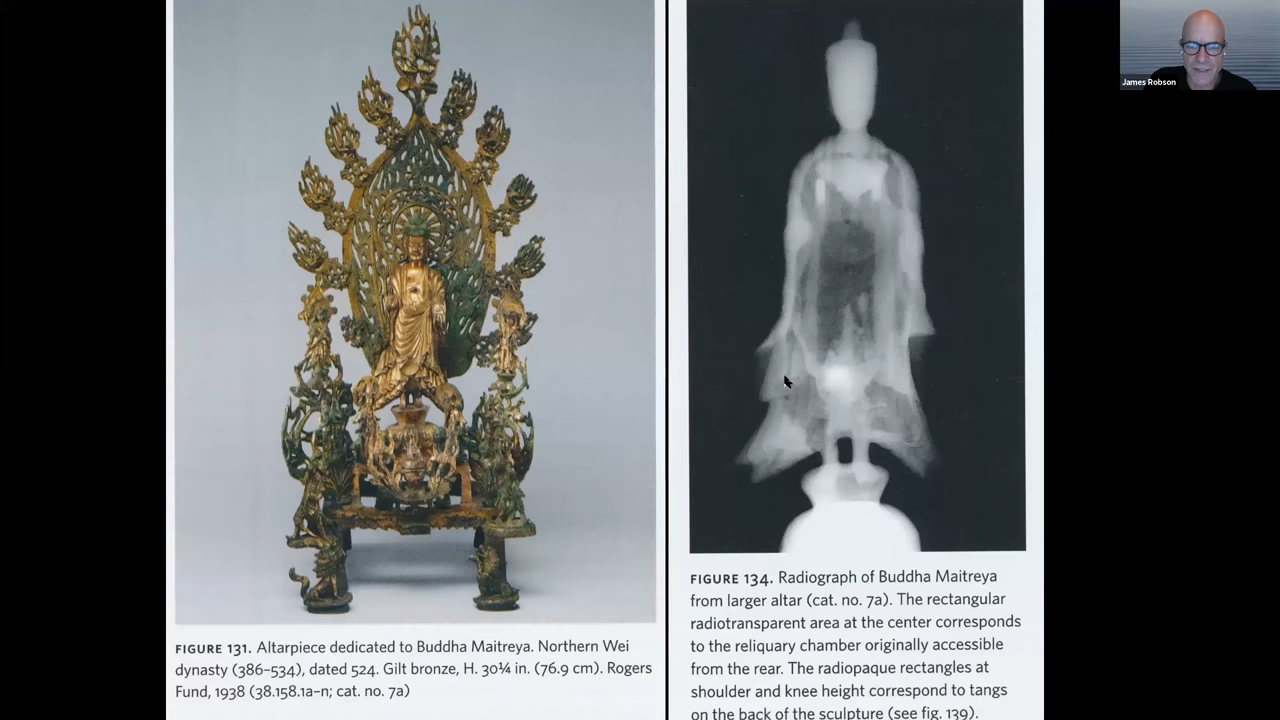 James Robson
FIGURE 131. Altarpiece dedicated to Buddha Maitreya. Northern Wei
dynasty (386–534), dated 524. Gilt bronze, H. 30¼ in. (76.9 cm). Rogers
Fund, 1938 (38.158.1a–n; cat. no. 7a)
FIGURE 134. Radiograph of Buddha Maitreya
from larger altar (cat. no. 7a). The rectangular
radiotransparent area at the center corresponds
to the reliquary chamber originally accessible
from the rear. The radiopaque rectangles at
shoulder and knee height correspond to tangs
on the back of the sculpture (see fig. 139).